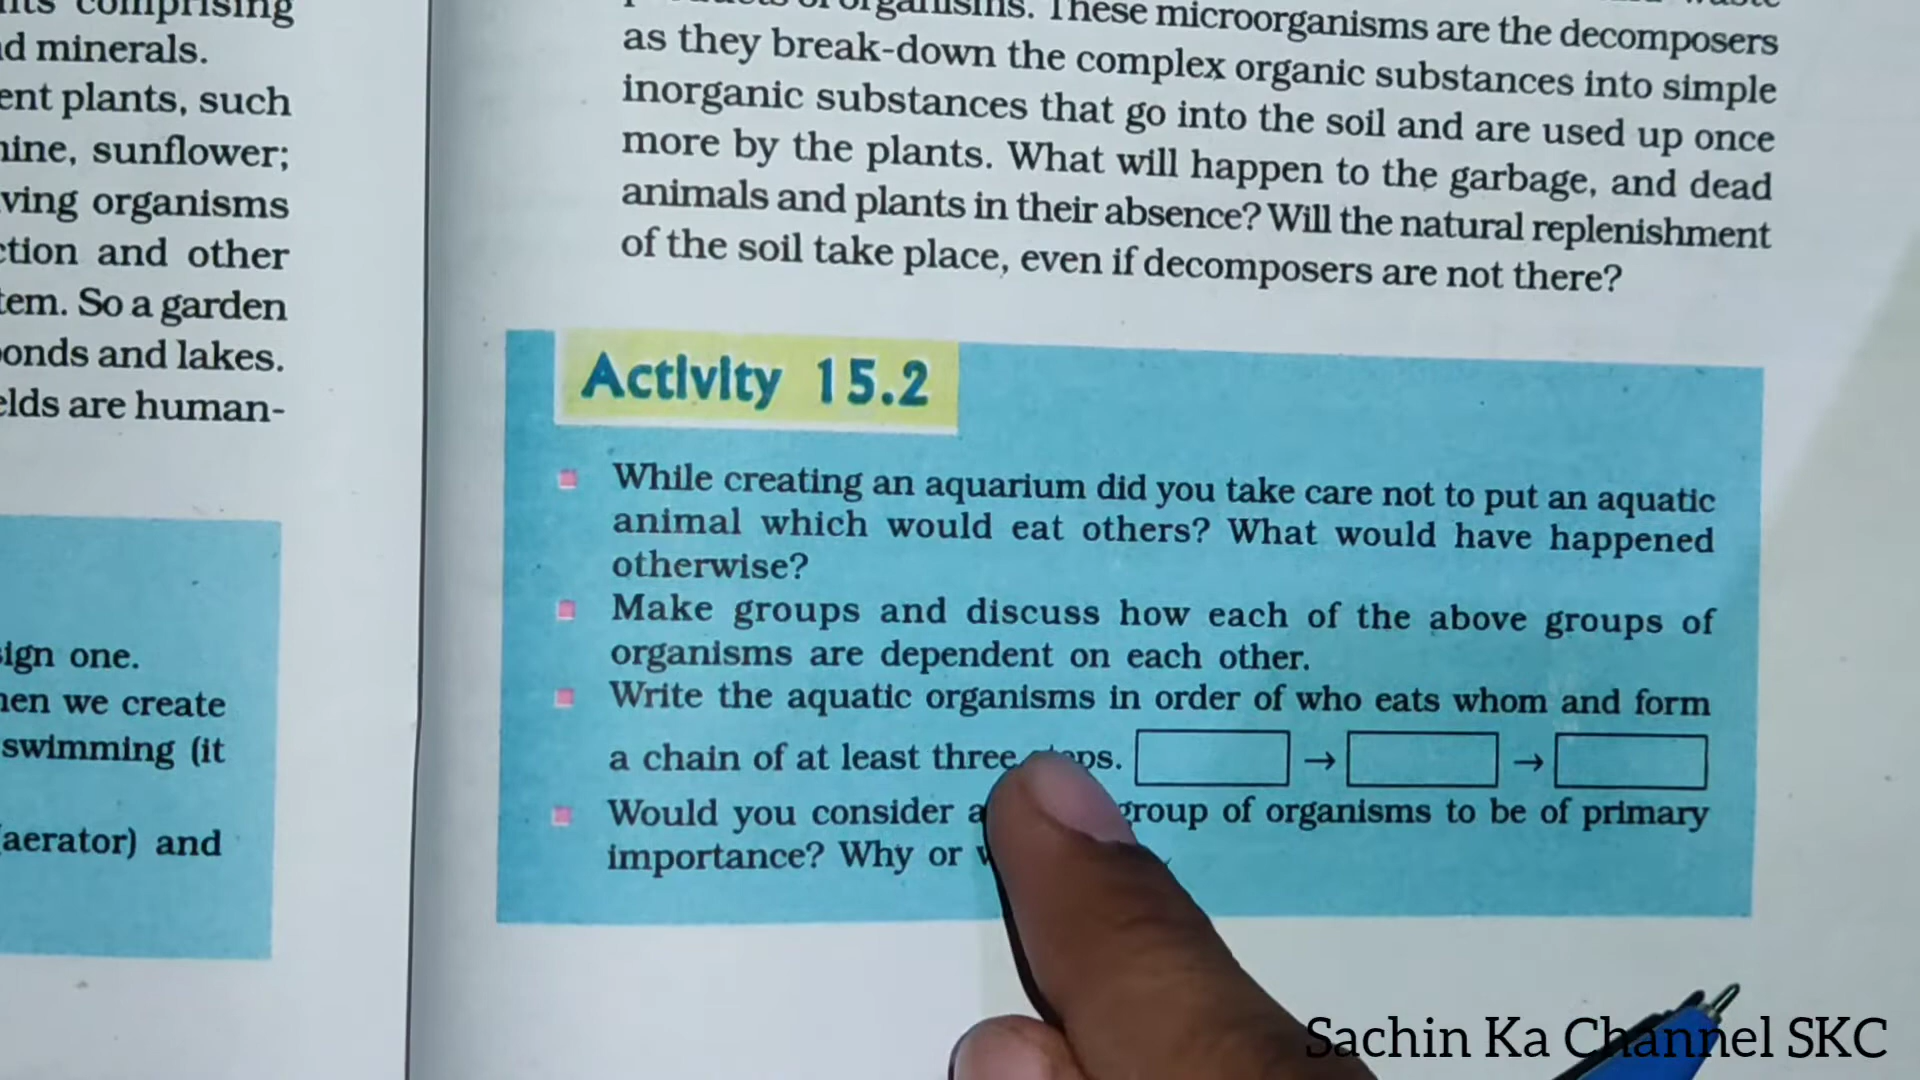 comprising
d minerals.
ent plants, such
nine, sunflower;
ving organisms
ction and other
tem. So a garden
ponds and lakes.
elds are human-
sign one.
hen we create
swimming (it
(aerator) and
of organisms. These microorganisms are the decomposers
as they break-down the complex organic substances into simple
inorganic substances that go into the soil and are used up once
more by the plants. What will happen to the garbage, and dead
animals and plants in their absence? Will the natural replenishment
of the soil take place, even if decomposers are not there?
Activity 15.2
While creating an aquarium did you take care not to put an aquatic
animal which would eat others? What would have happened
otherwise?
Make groups and discuss how each of the above groups of
organisms are dependent on each other.
Write the aquatic organisms in order of who eats whom and form
a chain of at least three → →
Would you consider group of organisms to be of primary
importance? Why or
Sachin Ka Channel SKC